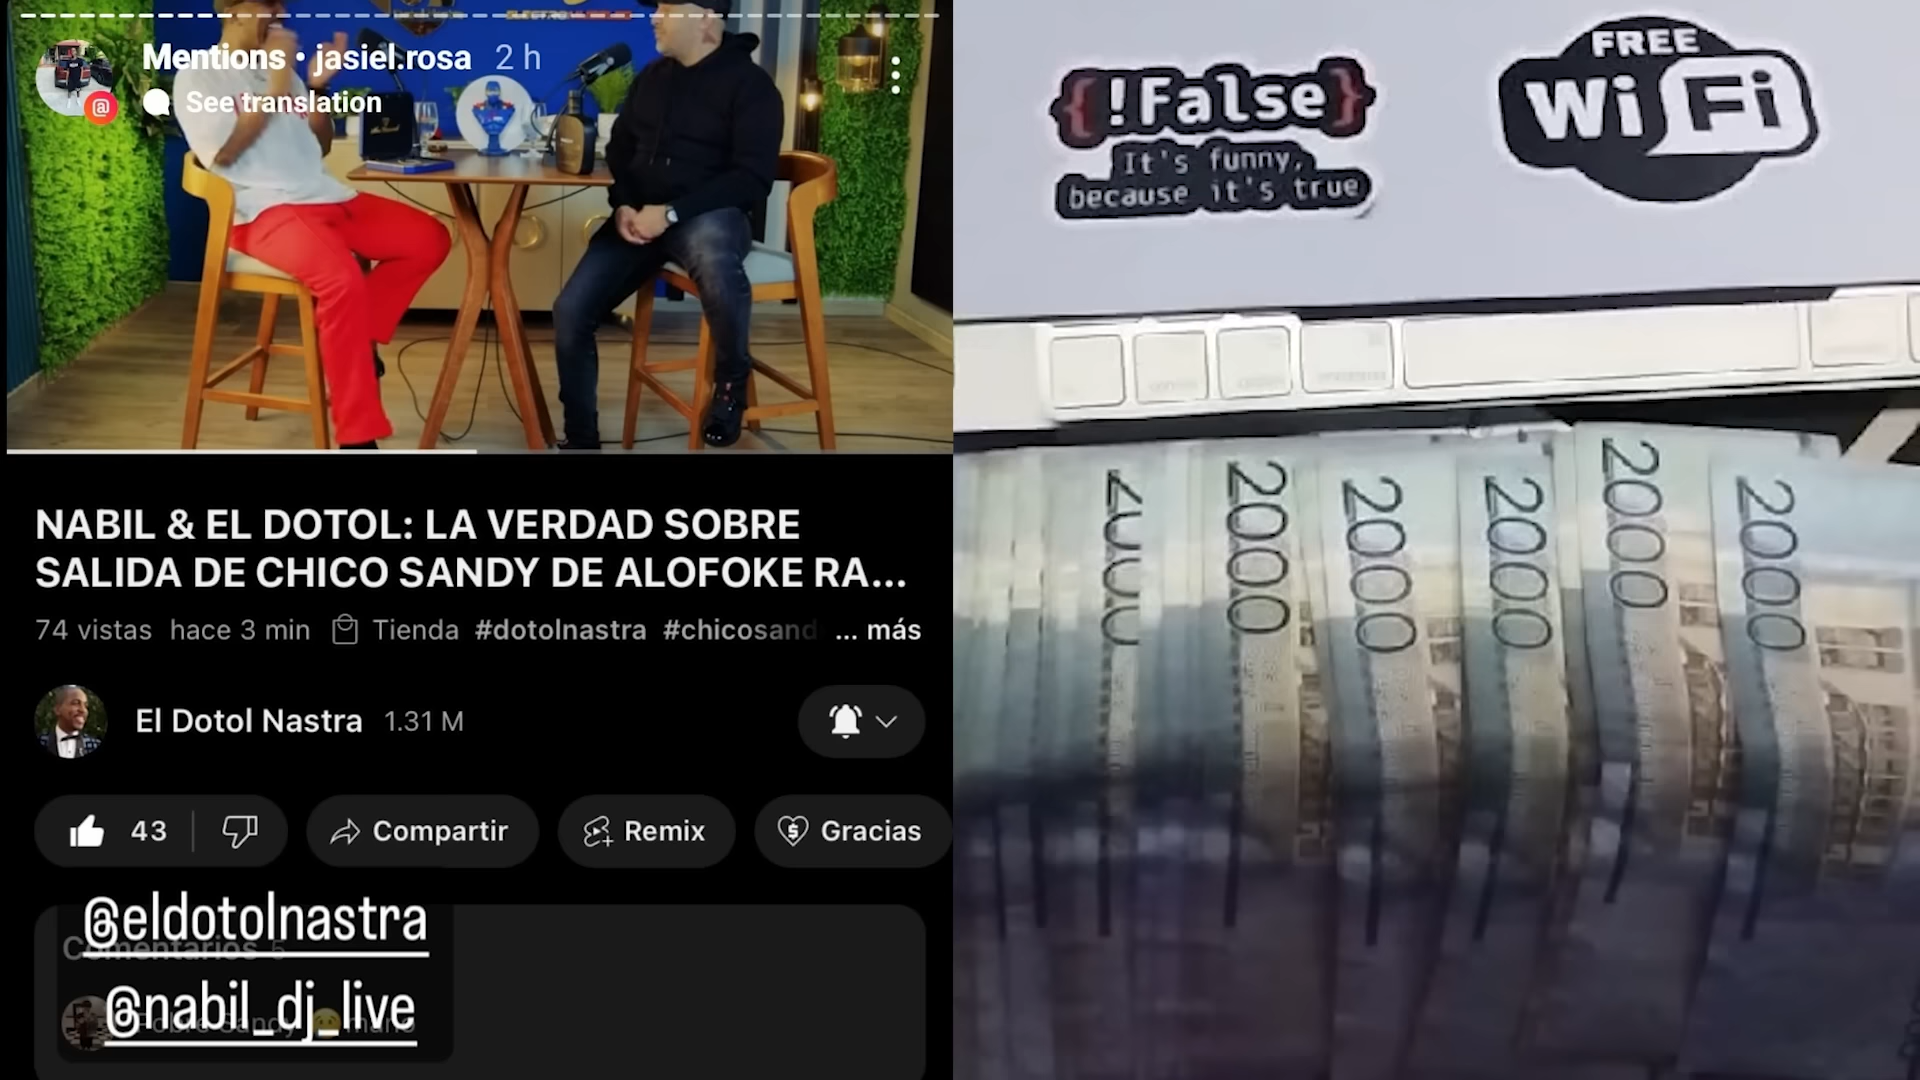 Mentions • jasiel.rosa 2 h
See translation
NABIL & EL DOTOL: LA VERDAD SOBRE
SALIDA DE CHICO SANDY DE ALOFOKE RA...
74 vistas hace 3 min Tienda #dotolnastra #chicosand ... más
El Dotol Nastra 1.31 M
43 Compartir Remix Gracias
@eldotolnastra
Comentarios 5
@nabil_dj_live
{!False}
It's funny,
because it's true
FREE
WiFi
2000
2000
2000
2000
2000
2000